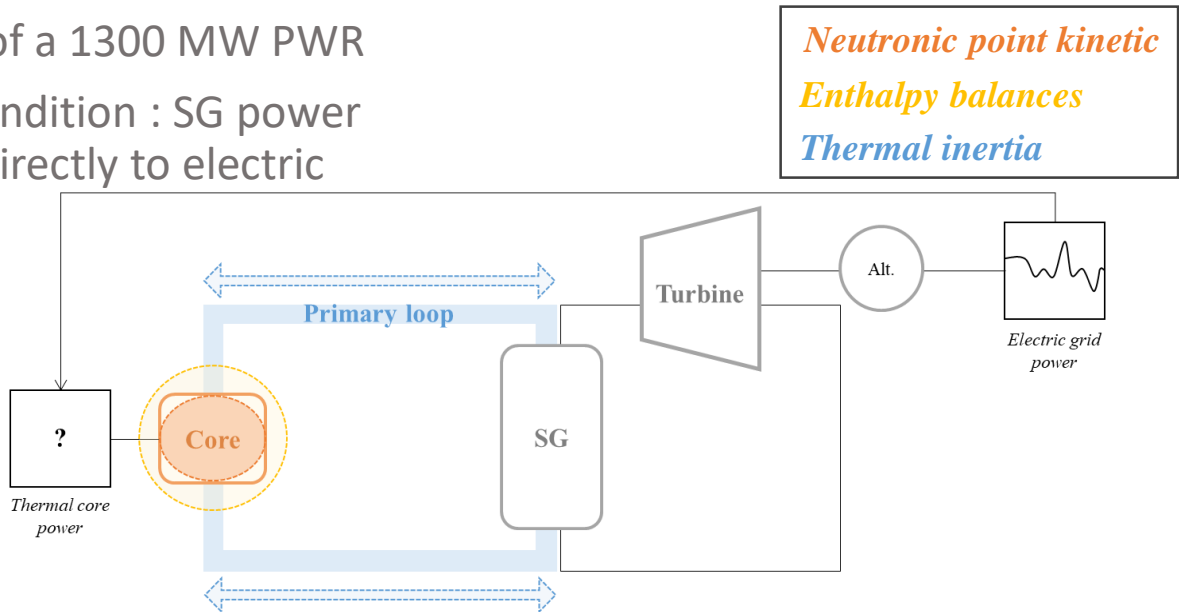 of a 1300 MW PWR
ndition : SG power
directly to electric
Neutronic point kinetic
Enthalpy balances
Thermal inertia
Primary loop
Turbine
Alt.
Electric grid
power
?
Core
SG
Thermal core
power